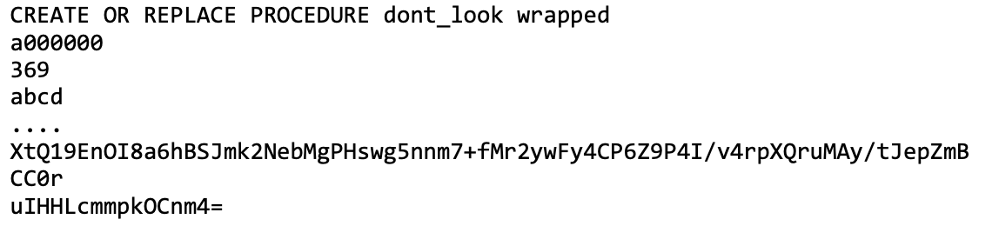 CREATE OR REPLACE PROCEDURE dont_look wrapped
a000000
369
abcd
....
XtQ19EnOI8a6hBSJmk2NebMgPHswg5nnm7+fMr2ywFy4CP6Z9P4I/v4rpXQruMAy/tJepZmB
CC0r
uIHHLcmmpkOCnm4=